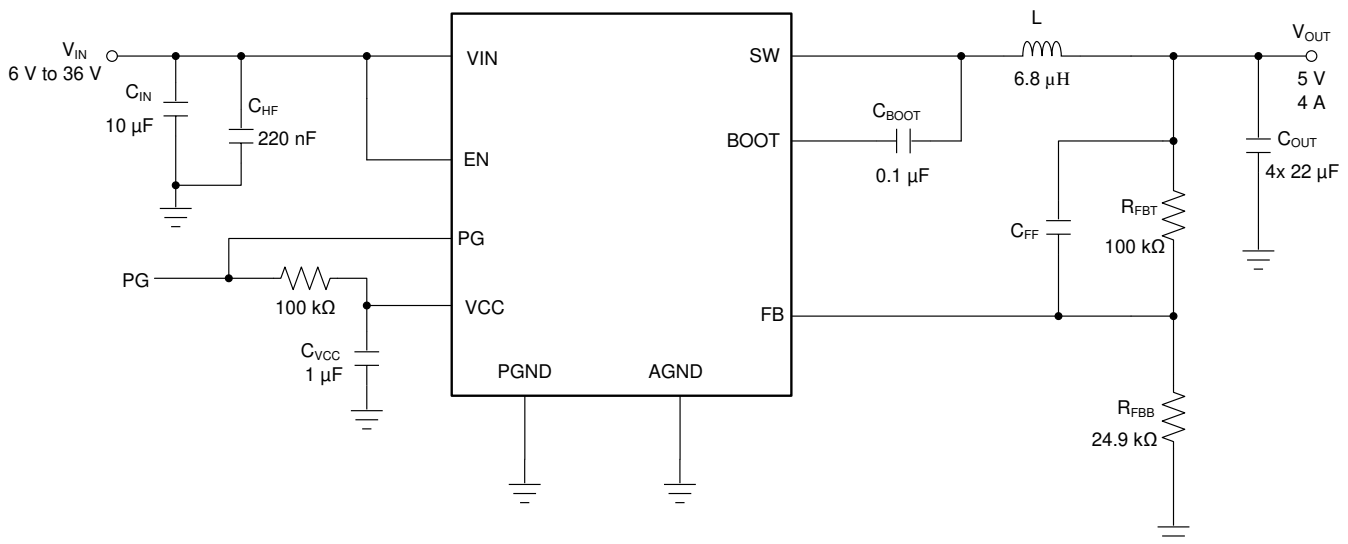 V_IN
6 V to 36 V
C_IN
10 µF
C_HF
220 nF
VIN
EN
PG
VCC
PG
100 kΩ
C_VCC
1 µF
PGND
AGND
SW
BOOT
FB
C_BOOT
0.1 µF
L
6.8 µH
V_OUT
5 V
4 A
C_OUT
4x 22 µF
C_FF
R_FBT
100 kΩ
R_FBB
24.9 kΩ